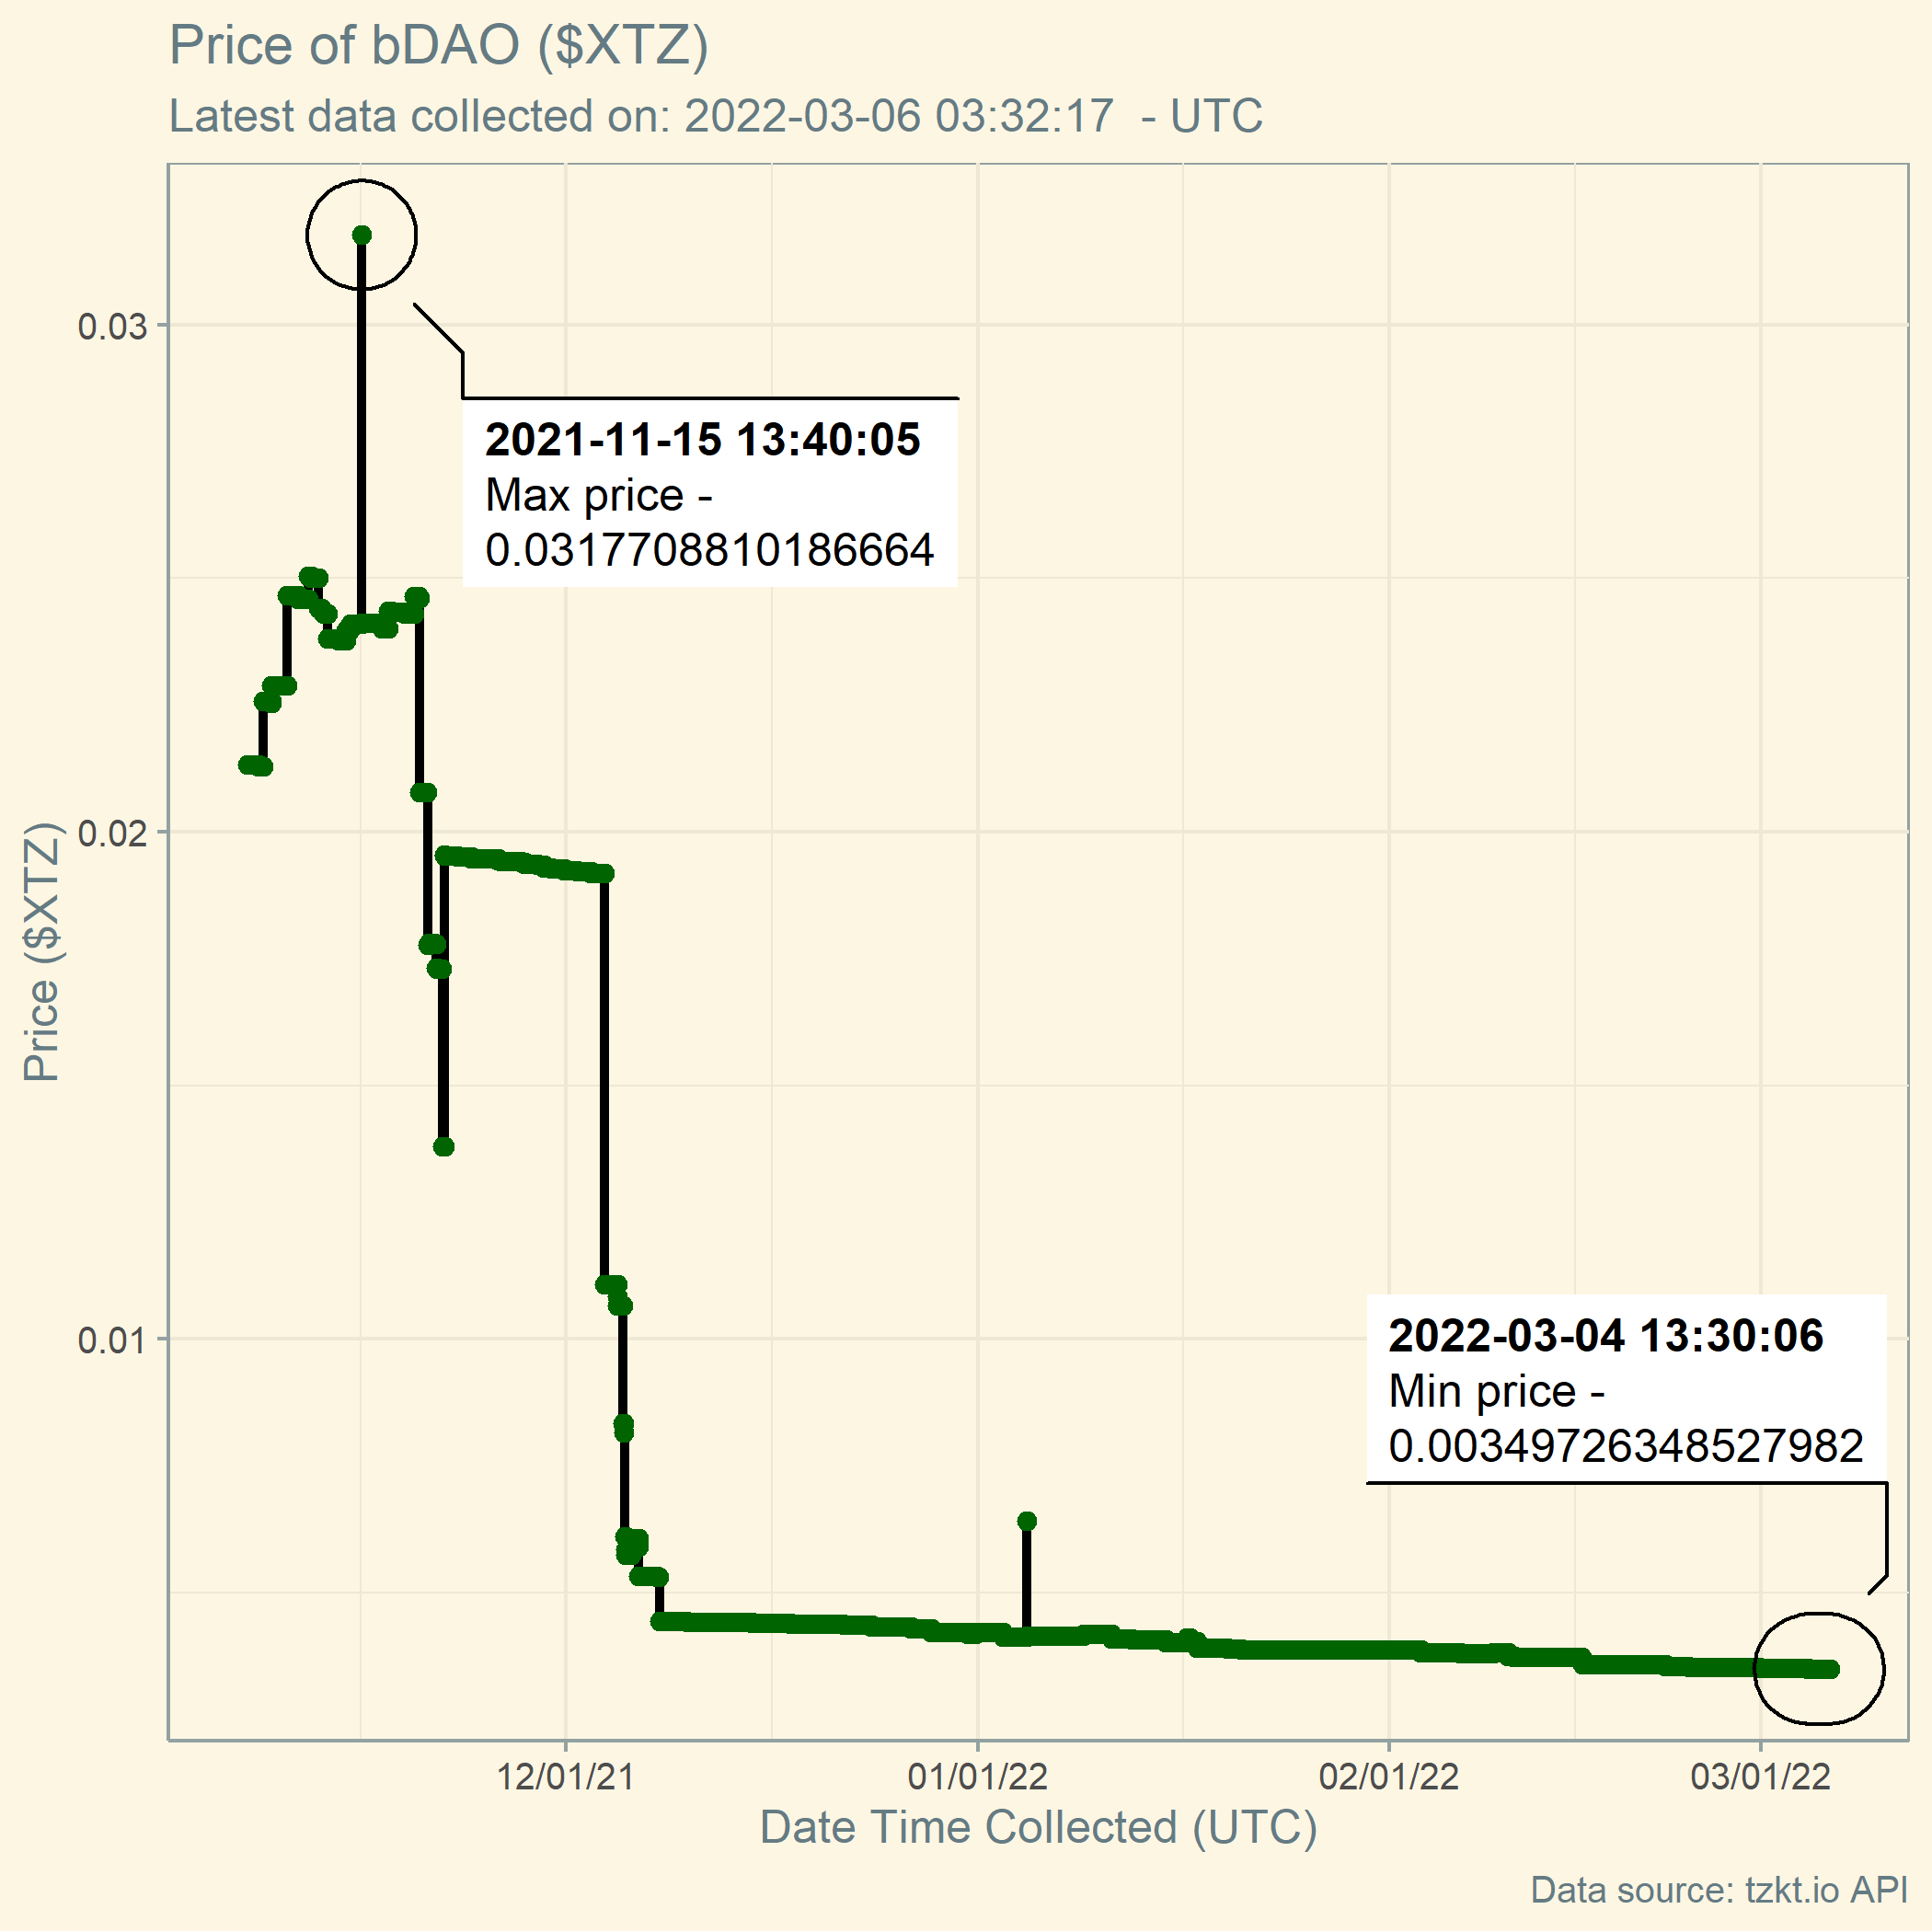 Price of bDAO ($XTZ)
Latest data collected on: 2022-03-06 03:32:17  - UTC
2021-11-15 13:40:05
Max price -
0.0317708810186664
2022-03-04 13:30:06
Min price -
0.00349726348527982
Price ($XTZ)
0.03
0.02
0.01
12/01/21
01/01/22
02/01/22
03/01/22
Date Time Collected (UTC)
Data source: tzkt.io API